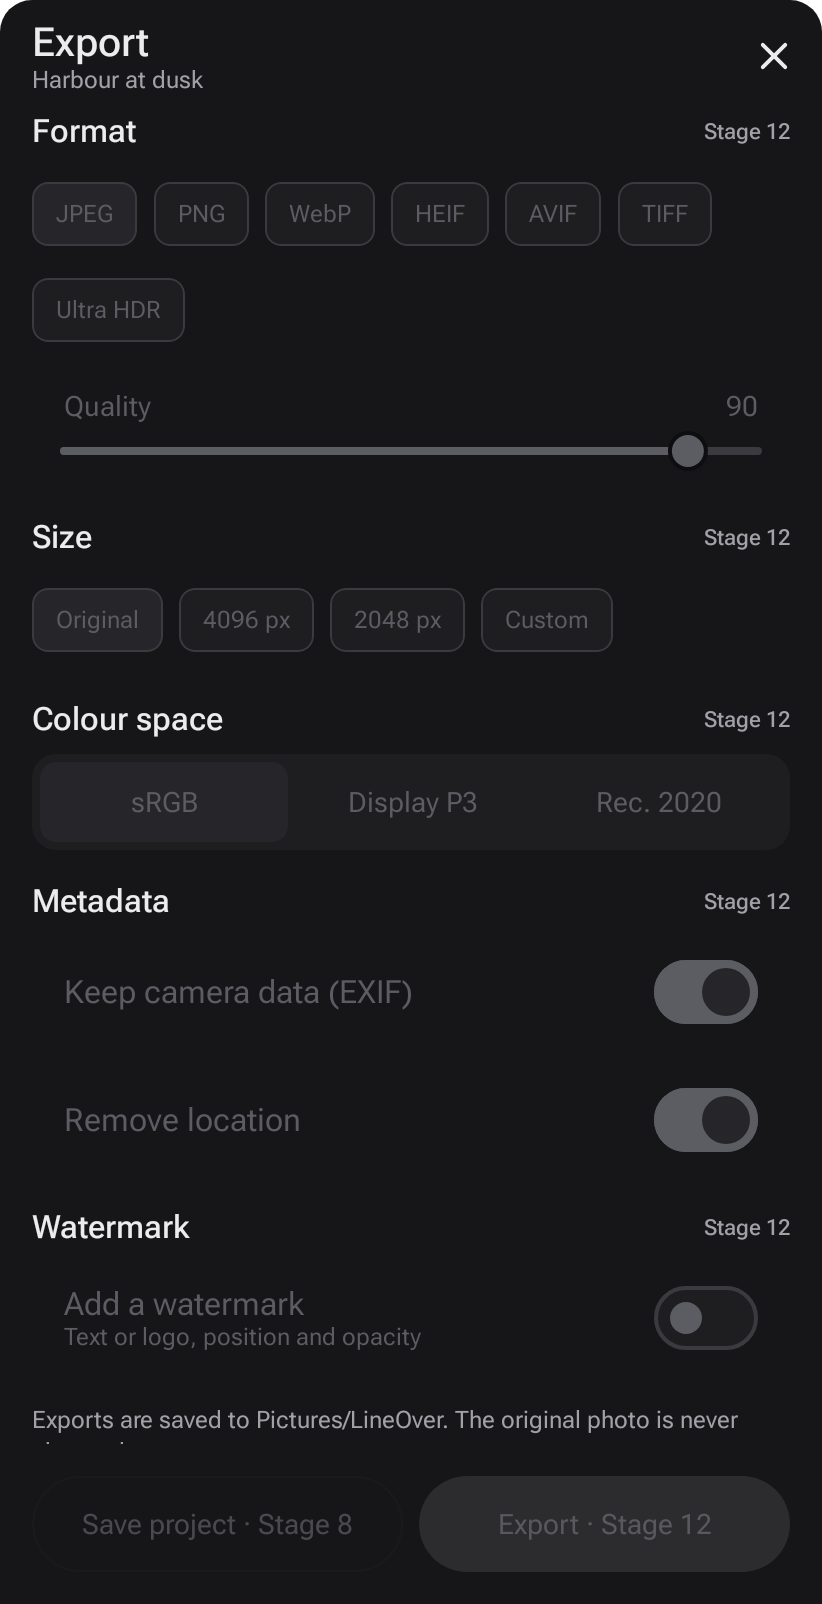 Export
Harbour at dusk
Format
Stage 12
JPEG
PNG
WebP
HEIF
AVIF
TIFF
Ultra HDR
Quality
90
Size
Stage 12
Original
4096 px
2048 px
Custom
Colour space
Stage 12
sRGB
Display P3
Rec. 2020
Metadata
Stage 12
Keep camera data (EXIF)
Remove location
Watermark
Stage 12
Add a watermark
Text or logo, position and opacity
Exports are saved to Pictures/LineOver. The original photo is never
Save project · Stage 8
Export · Stage 12